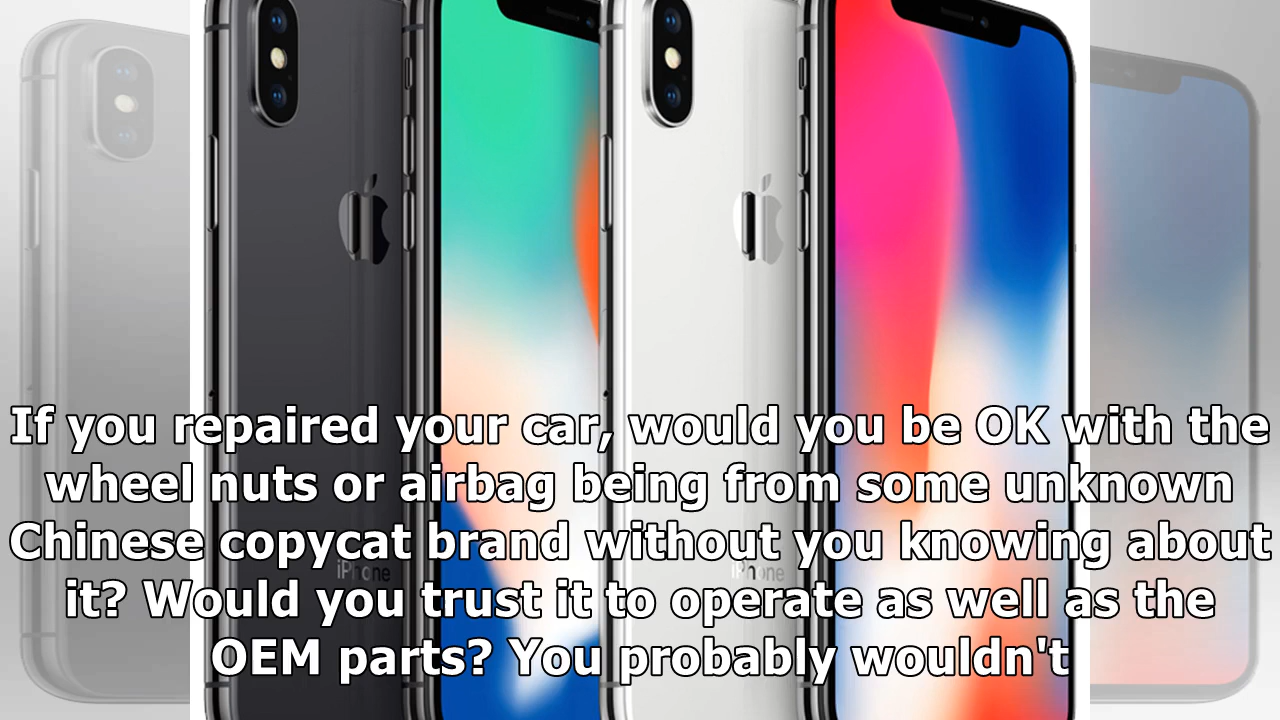 If you repaired your car, would you be OK with the
wheel nuts or airbag being from some unknown
Chinese copycat brand without you knowing about
it? Would you trust it to operate as well as the
OEM parts? You probably wouldn't
iPhone
iPhone